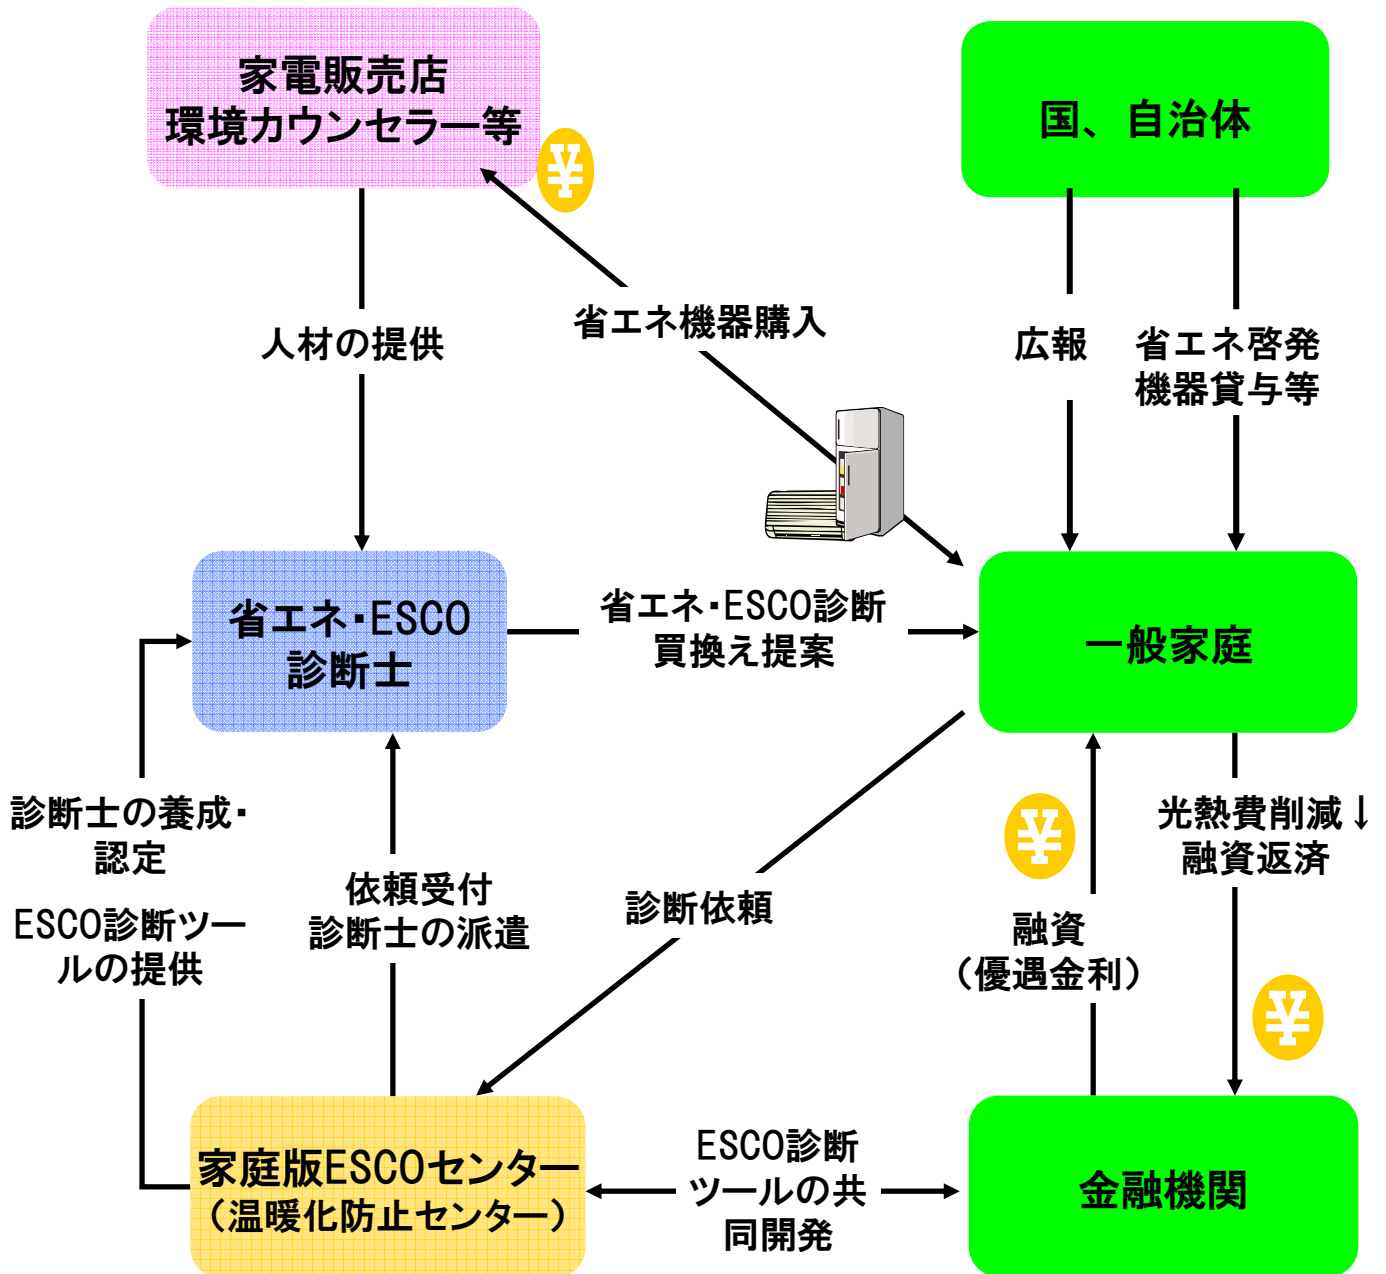 家電販売店
環境カウンセラー等
国、自治体
¥
人材の提供
省エネ機器購入
広報
省エネ啓発
機器貸与等
省エネ・ESCO
診断士
省エネ・ESCO診断
買換え提案
一般家庭
診断士の養成・
認定
ESCO診断ツー
ルの提供
依頼受付
診断士の派遣
診断依頼
¥
融資
（優遇金利）
光熱費削減↓
融資返済
¥
家庭版ESCOセンター
（温暖化防止センター）
ESCO診断
ツールの共
同開発
金融機関